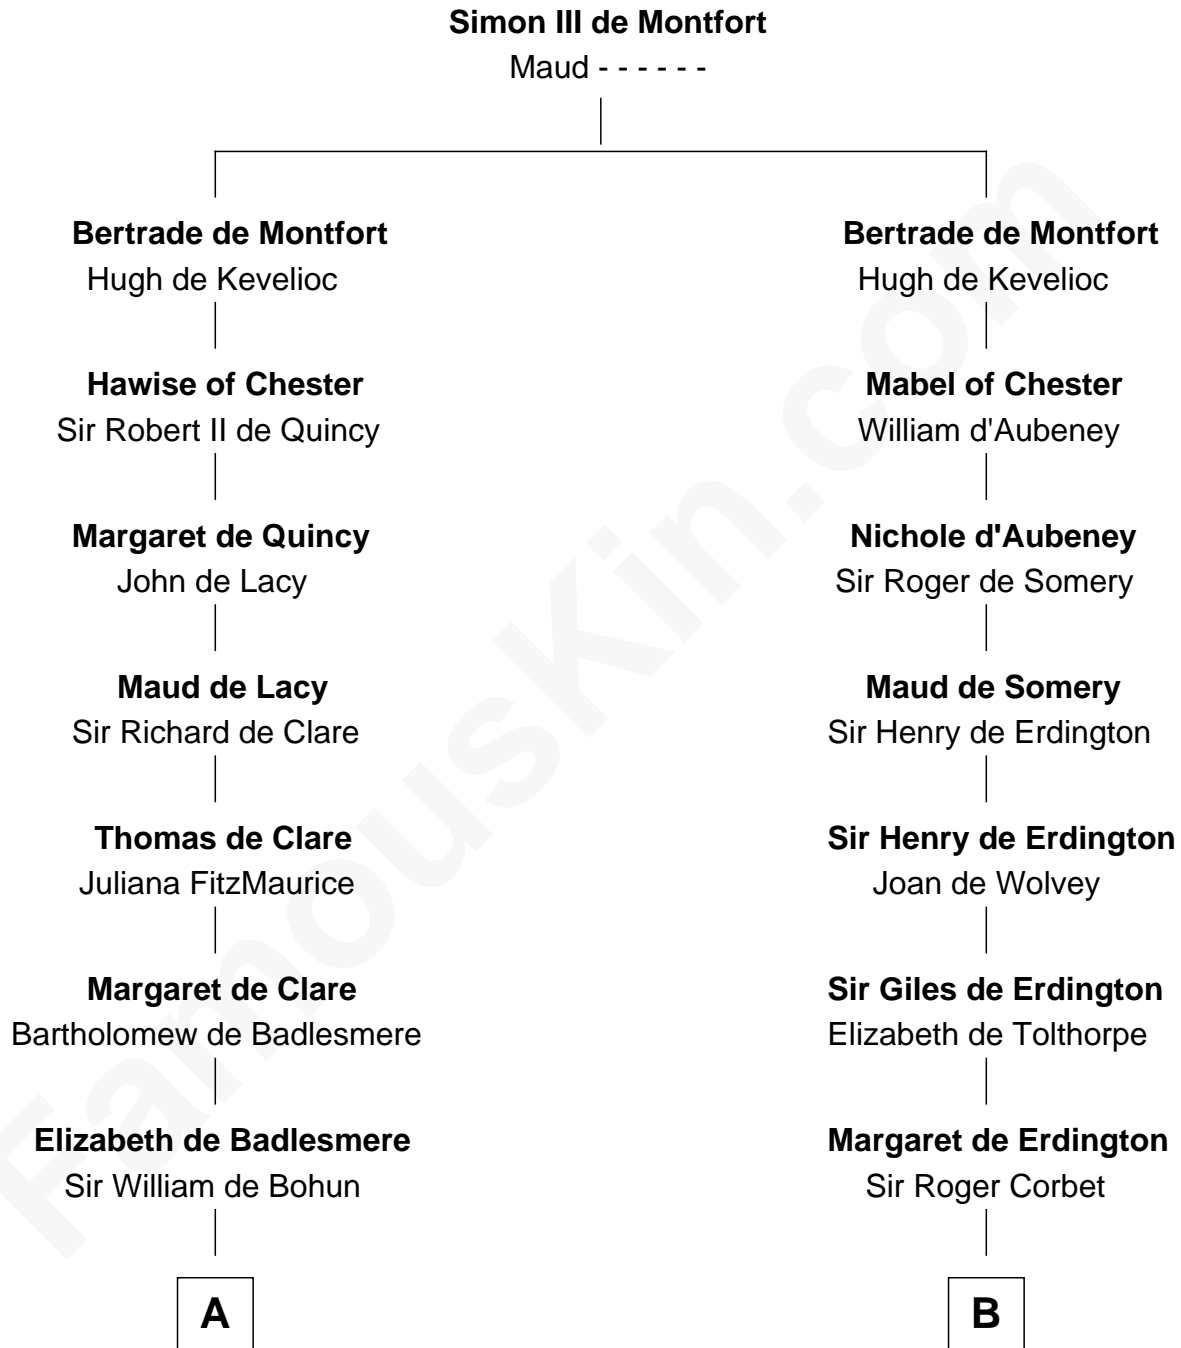 Simon III de Montfort
Maud - - - - - -
Bertrade de Montfort
Hugh de Kevelioc
Hawise of Chester
Sir Robert II de Quincy
Margaret de Quincy
John de Lacy
Maud de Lacy
Sir Richard de Clare
Thomas de Clare
Juliana FitzMaurice
Margaret de Clare
Bartholomew de Badlesmere
Elizabeth de Badlesmere
Sir William de Bohun
A
Bertrade de Montfort
Hugh de Kevelioc
Mabel of Chester
William d'Aubeney
Nichole d'Aubeney
Sir Roger de Somery
Maud de Somery
Sir Henry de Erdington
Sir Henry de Erdington
Joan de Wolvey
Sir Giles de Erdington
Elizabeth de Tolthorpe
Margaret de Erdington
Sir Roger Corbet
B
FamousKin.com